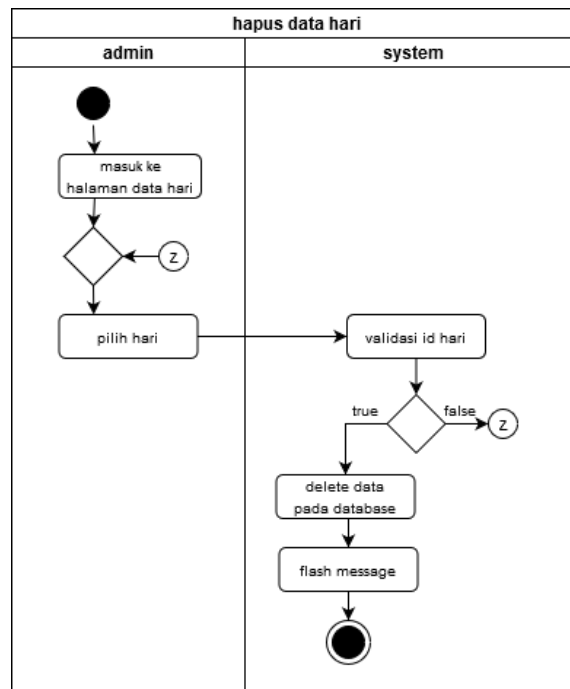 hapus data hari
admin
system
masuk ke
halaman data hari
z
pilih hari
validasi id hari
true
false
z
delete data
pada database
flash message